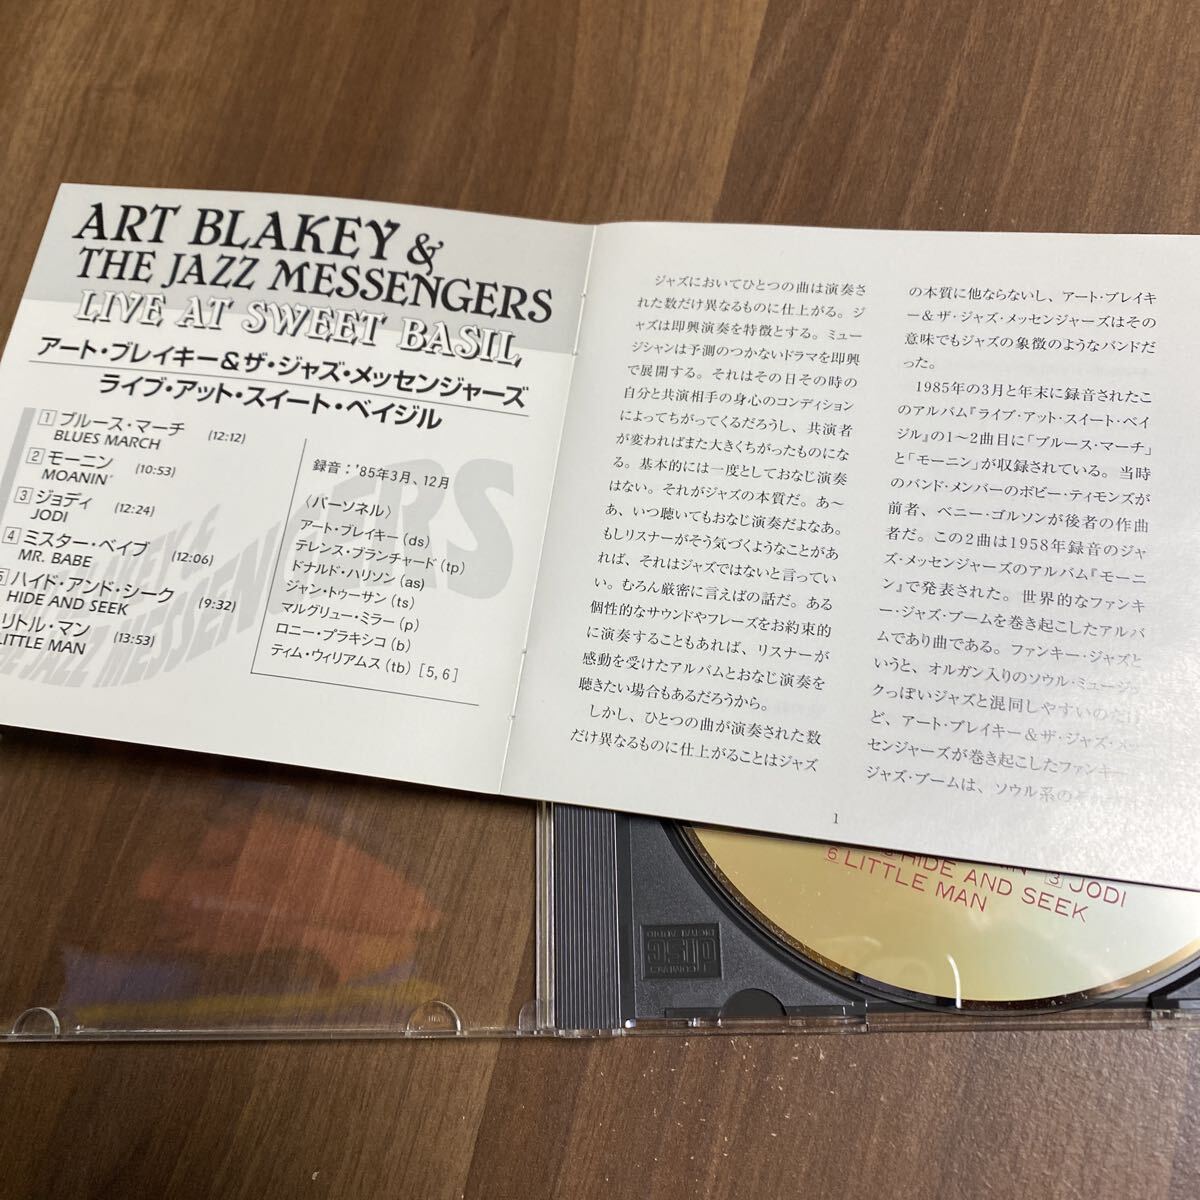 ART BLAKEY &
THE JAZZ MESSENGERS
LIVE AT SWEET BASIL
アート・ブレイキー&ザ・ジャズ・メッセンジャーズ
ライブ・アット・スイート・ベイジル
1 ブルース・マーチ (12:12)
BLUES MARCH
2 モーニン (10:53)
MOANIN'
3 ジョディ (12:24)
JODI
4 ミスター・ベイブ (12:06)
MR. BABE
5 ハイド・アンド・シーク (9:32)
HIDE AND SEEK
リトル・マン (13:53)
LITTLE MAN
録音：'85年3月、12月
〈パーソネル〉
アート・ブレイキー(ds)
テレンス・ブランチャード(tp)
ドナルド・ハリソン(as)
ジャン・トゥーサン(ts)
マルグリュー・ミラー(p)
ロニー・プラキシコ(b)
ティム・ウィリアムス(tb) [5,6]
ジャズにおいてひとつの曲は演奏さ
れた数だけ異なるものに仕上がる。ジ
ャズは即興演奏を特徴とする。ミュー
ジシャンは予測のつかないドラマを即興
で展開する。それはその日その時の
自分と共演相手の身心のコンディション
によってちがってくるだろうし、共演者
が変わればまた大きくちがったものにな
る。基本的には一度としておなじ演奏
はない。それがジャズの本質だ。あ〜
あ、いつ聴いてもおなじ演奏だよなあ。
もしリスナーがそう気づくようなことがあ
れば、それはジャズではないと言ってい
い。むろん厳密に言えばの話だ。ある
個性的なサウンドやフレーズをお約束的
に演奏することもあれば、リスナーが
感動を受けたアルバムとおなじ演奏を
聴きたい場合もあるだろうから。
しかし、ひとつの曲が演奏された数
だけ異なるものに仕上がることはジャズ
の本質に他ならないし、アート・ブレイキ
ー&ザ・ジャズ・メッセンジャーズはその
意味でもジャズの象徴のようなバンドだ
った。
1985年の3月と年末に録音されたこ
のアルバム『ライブ・アット・スイート・ベイ
ジル』の1〜2曲目に「ブルース・マーチ」
と「モーニン」が収録されている。当時
のバンド・メンバーのボビー・ティモンズが
前者、ベニー・ゴルソンが後者の作曲
者だ。この2曲は1958年録音のジャ
ズ・メッセンジャーズのアルバム『モーニ
ン』で発表された。世界的なファンキ
ー・ジャズ・ブームを巻き起こしたアルバ
ムであり曲である。ファンキー・ジャズと
いうと、オルガン入りのソウル・ミュージッ
クっぽいジャズと混同しやすいのだけ
ど、アート・ブレイキー&ザ・ジャズ・メッ
センジャーズが巻き起こしたファンキー
ジャズ・ブームは、ソウル系の
1
HIDE AND SEEK
3 JODI
6 LITTLE MAN
COMPACT
disc
DIGITAL AUDIO